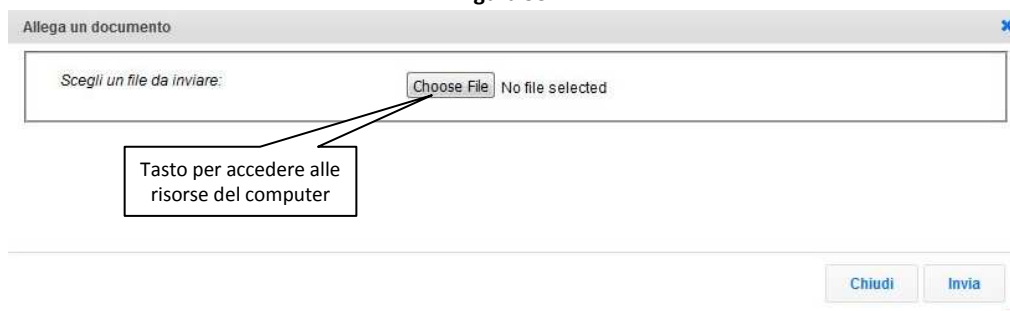 Allega un documento
Scegli un file da inviare:
Choose File No file selected
Tasto per accedere alle
risorse del computer
Chiudi Invia